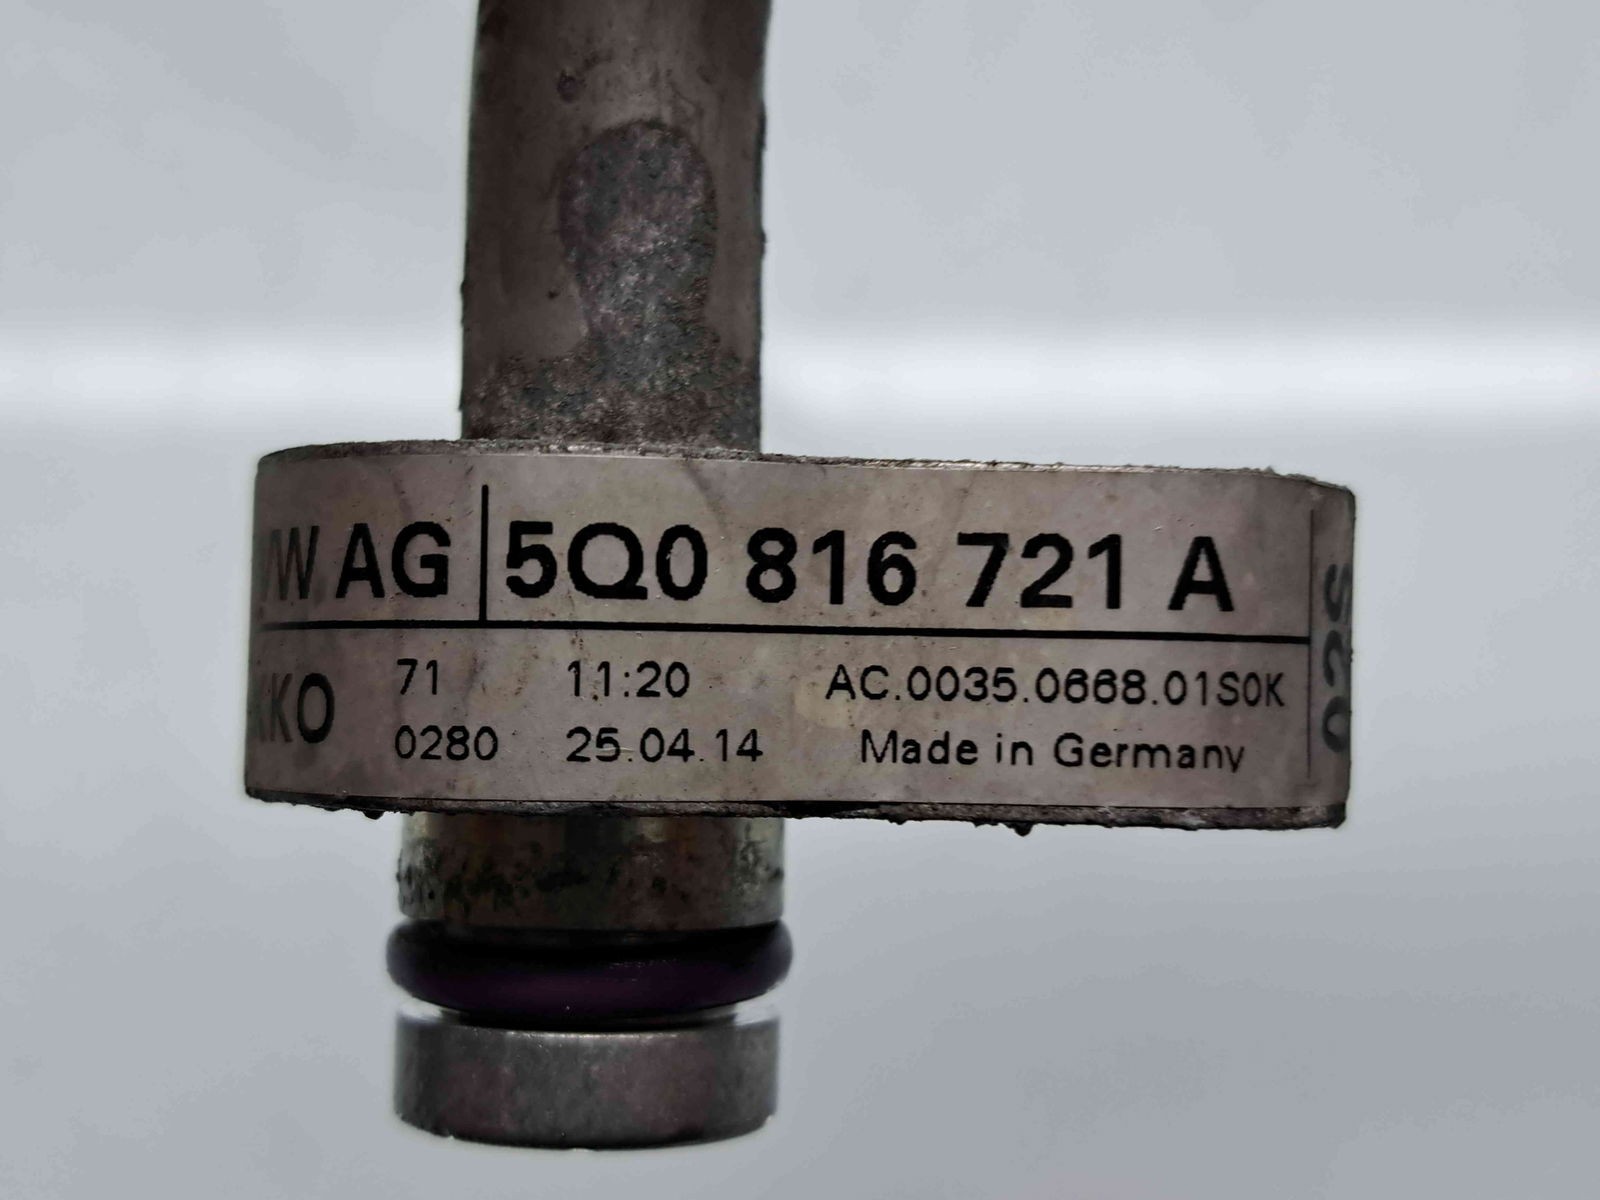 VW AG 5Q0 816 721 A
KKO 71 11:20 AC.0035.0668.01S0K
0280 25.04.14 Made in Germany